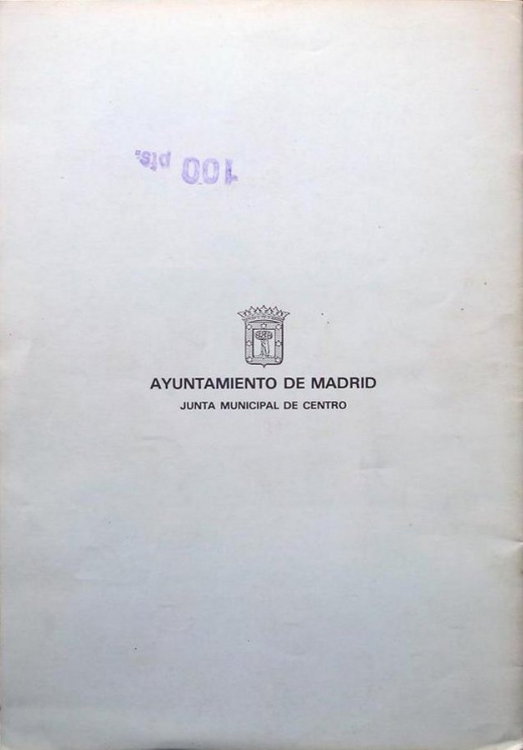 100 pts.
AYUNTAMIENTO DE MADRID
JUNTA MUNICIPAL DE CENTRO